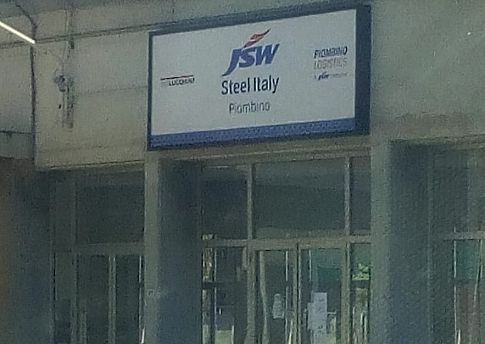 JSW
Steel Italy
Piombino
LUCCHINI
PIOMBINO
LOGISTICS